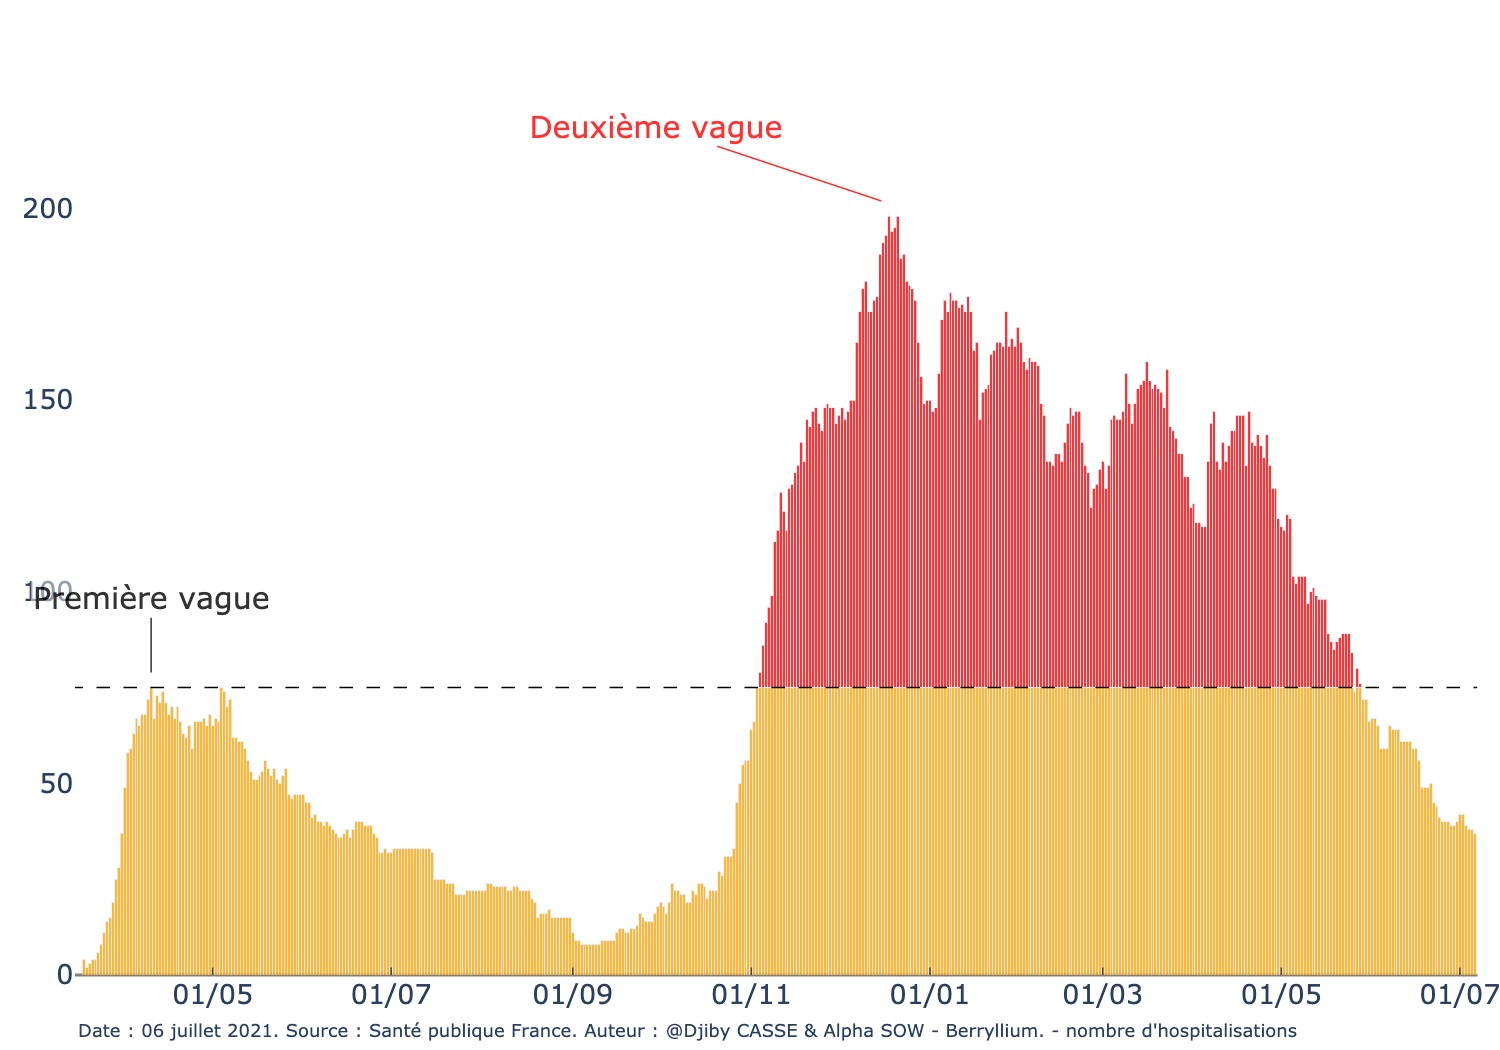 Deuxième vague
200
150
100
Première vague
50
0
01/05 01/07 01/09 01/11 01/01 01/03 01/05 01/07
Date : 06 juillet 2021. Source : Santé publique France. Auteur : @Djiby CASSE & Alpha SOW - Berryllium. - nombre d'hospitalisations